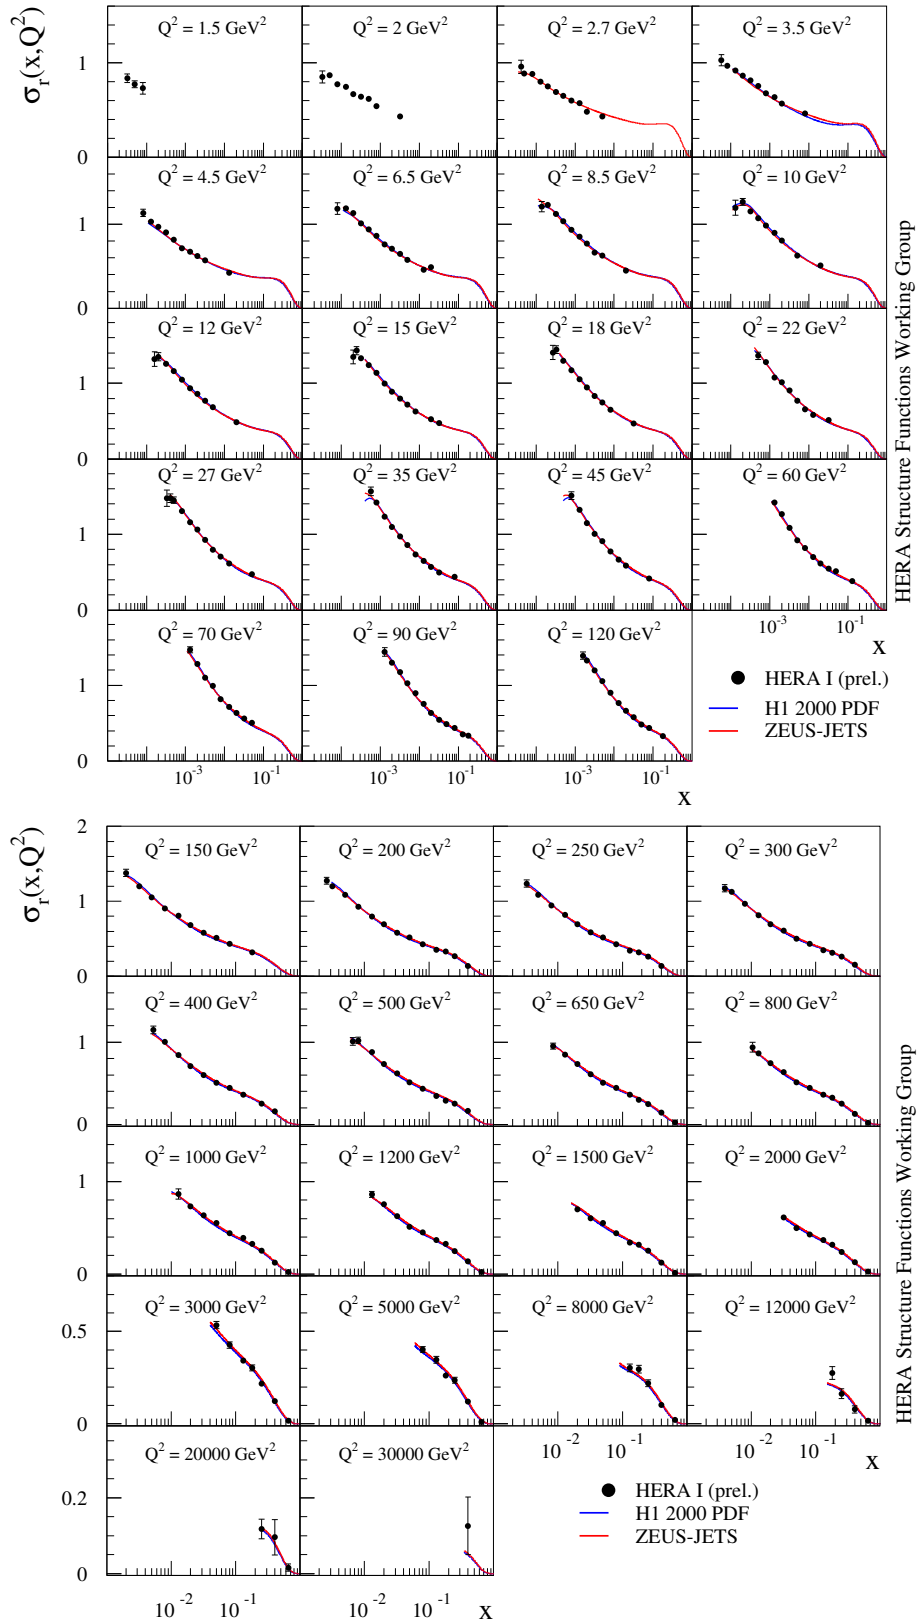 σr(x,Q²)
Q² = 1.5 GeV²
Q² = 2 GeV²
Q² = 2.7 GeV²
Q² = 3.5 GeV²
1
0
Q² = 4.5 GeV²
Q² = 6.5 GeV²
Q² = 8.5 GeV²
Q² = 10 GeV²
1
0
Q² = 12 GeV²
Q² = 15 GeV²
Q² = 18 GeV²
Q² = 22 GeV²
1
0
Q² = 27 GeV²
Q² = 35 GeV²
Q² = 45 GeV²
Q² = 60 GeV²
1
0
10⁻³ 10⁻¹
x
Q² = 70 GeV²
Q² = 90 GeV²
Q² = 120 GeV²
1
0
10⁻³ 10⁻¹ 10⁻³ 10⁻¹ 10⁻³ 10⁻¹
x
HERA I (prel.)
H1 2000 PDF
ZEUS-JETS
HERA Structure Functions Working Group
σr(x,Q²)
2
Q² = 150 GeV²
Q² = 200 GeV²
Q² = 250 GeV²
Q² = 300 GeV²
1
0
Q² = 400 GeV²
Q² = 500 GeV²
Q² = 650 GeV²
Q² = 800 GeV²
1
0
Q² = 1000 GeV²
Q² = 1200 GeV²
Q² = 1500 GeV²
Q² = 2000 GeV²
1
0
Q² = 3000 GeV²
Q² = 5000 GeV²
Q² = 8000 GeV²
Q² = 12000 GeV²
0.5
0
10⁻² 10⁻¹ 10⁻² 10⁻¹
x
Q² = 20000 GeV²
Q² = 30000 GeV²
0.2
0
10⁻² 10⁻¹ 10⁻² 10⁻¹
x
HERA I (prel.)
H1 2000 PDF
ZEUS-JETS
HERA Structure Functions Working Group